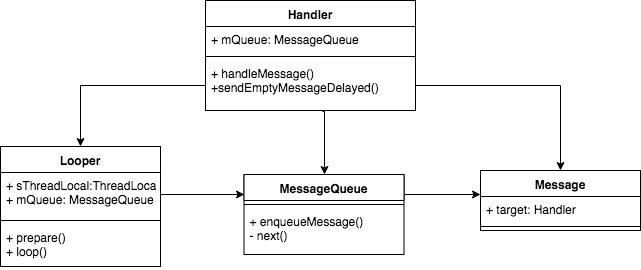 Handler
+ mQueue: MessageQueue
+ handleMessage()
+sendEmptyMessageDelayed()
Looper
+ sThreadLocal:ThreadLoca
+ mQueue: MessageQueue
+ prepare()
+ loop()
MessageQueue
+ enqueueMessage()
- next()
Message
+ target: Handler